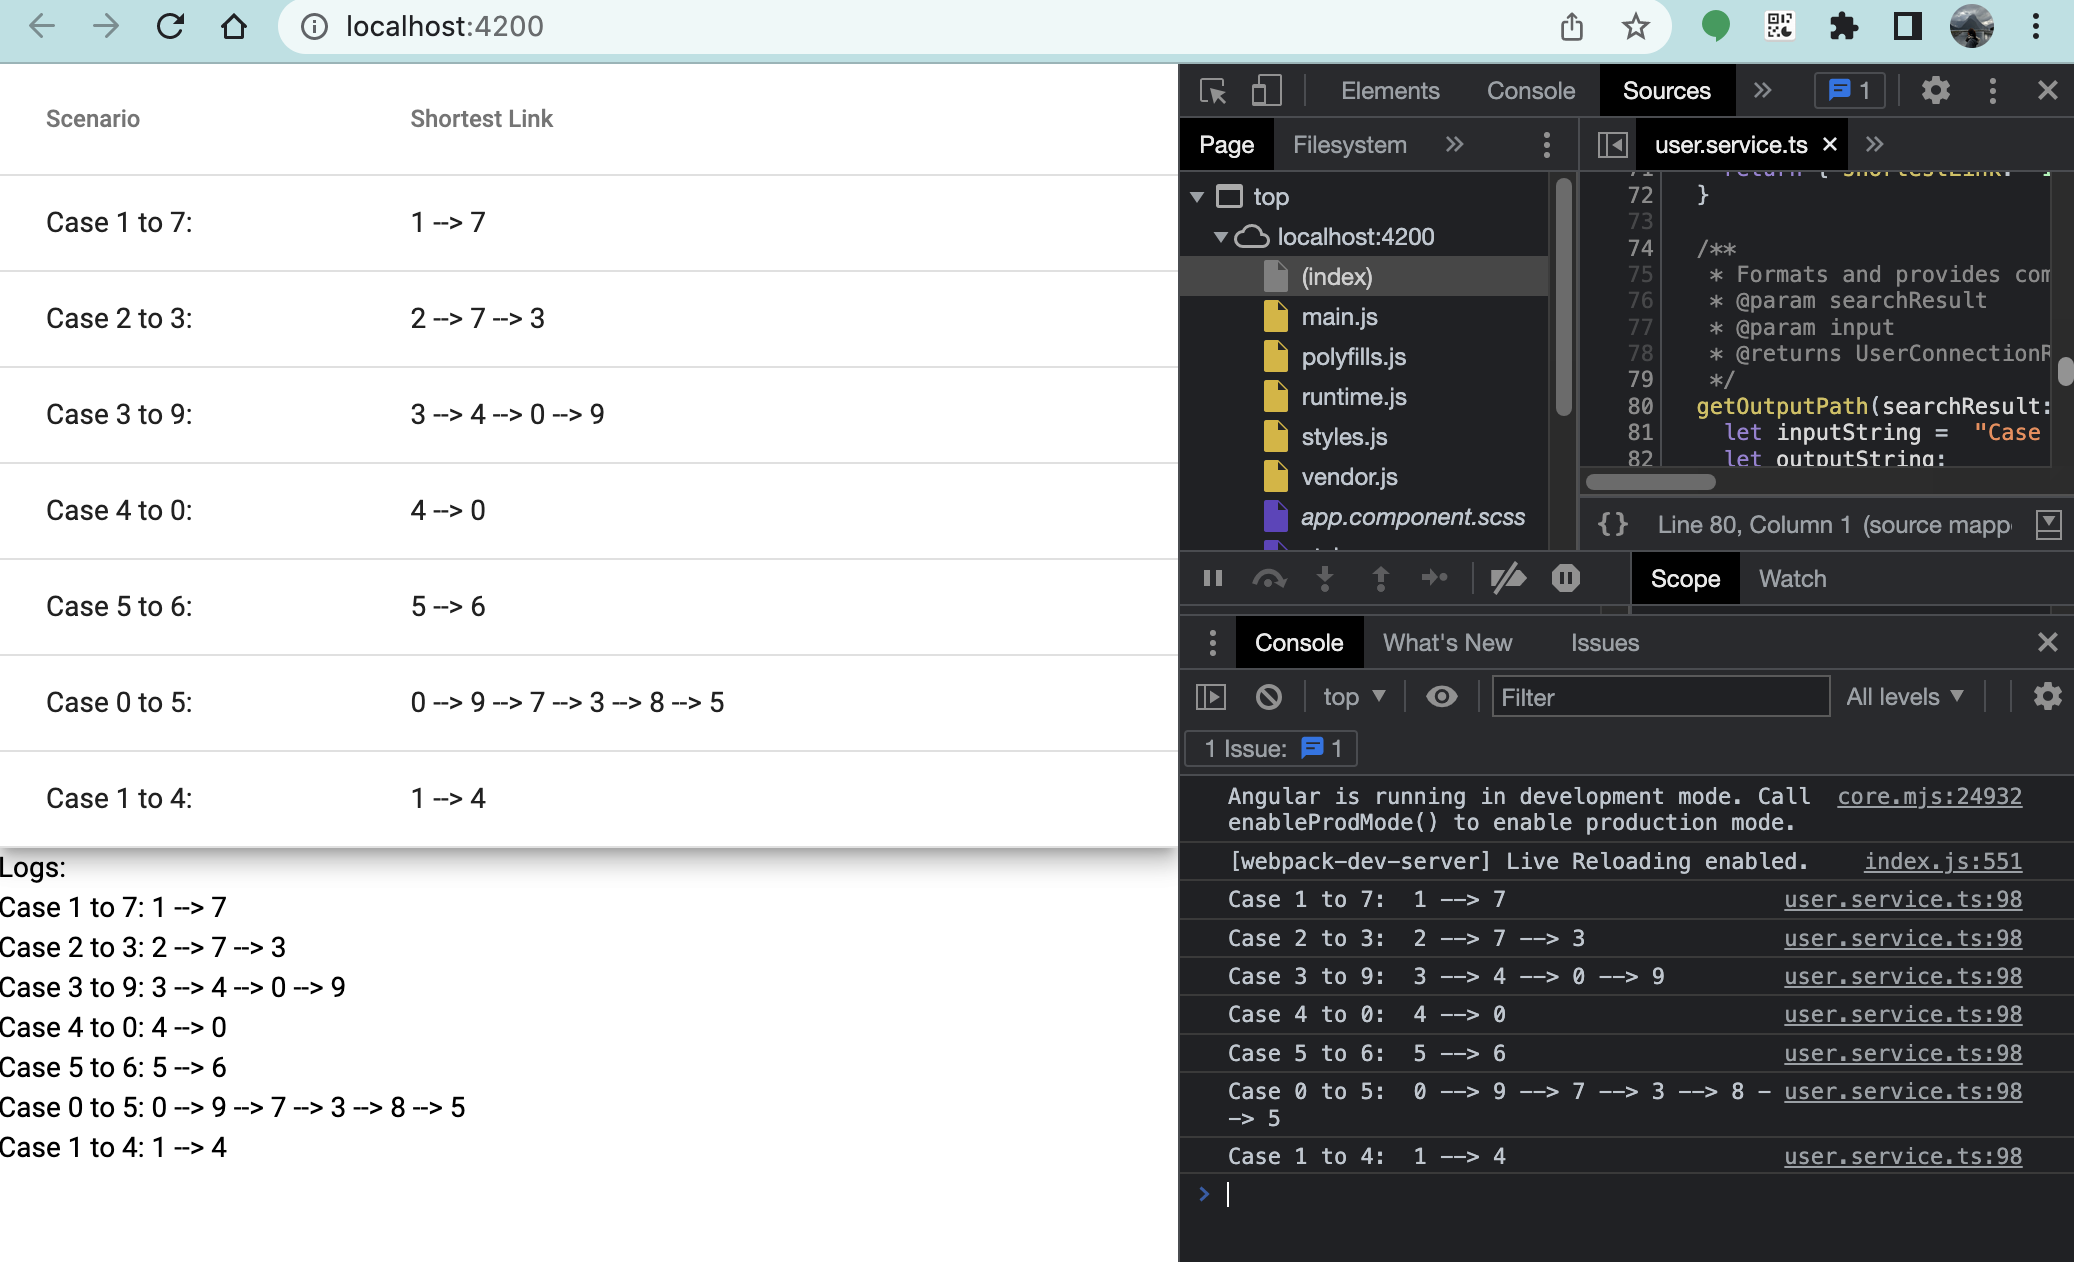 localhost:4200
Scenario Shortest Link
Case 1 to 7: 1 --> 7
Case 2 to 3: 2 --> 7 --> 3
Case 3 to 9: 3 --> 4 --> 0 --> 9
Case 4 to 0: 4 --> 0
Case 5 to 6: 5 --> 6
Case 0 to 5: 0 --> 9 --> 7 --> 3 --> 8 --> 5
Case 1 to 4: 1 --> 4
Logs:
Case 1 to 7: 1 --> 7
Case 2 to 3: 2 --> 7 --> 3
Case 3 to 9: 3 --> 4 --> 0 --> 9
Case 4 to 0: 4 --> 0
Case 5 to 6: 5 --> 6
Case 0 to 5: 0 --> 9 --> 7 --> 3 --> 8 --> 5
Case 1 to 4: 1 --> 4
Elements Console Sources 1
Page Filesystem
top
localhost:4200
(index)
main.js
polyfills.js
runtime.js
styles.js
vendor.js
app.component.scss
user.service.ts
71 return { shortestLink:
72 }
73
74 /**
75 * Formats and provides com
76 * @param searchResult
77 * @param input
78 * @returns UserConnectionR
79 */
80 getOutputPath(searchResult:
81 let inputString = "Case
82 let outputString:
{} Line 80, Column 1 (source mapp
Scope Watch
Console What's New Issues
top Filter All levels
1 Issue: 1
Angular is running in development mode. Call core.mjs:24932
enableProdMode() to enable production mode.
[webpack-dev-server] Live Reloading enabled. index.js:551
Case 1 to 7: 1 --> 7 user.service.ts:98
Case 2 to 3: 2 --> 7 --> 3 user.service.ts:98
Case 3 to 9: 3 --> 4 --> 0 --> 9 user.service.ts:98
Case 4 to 0: 4 --> 0 user.service.ts:98
Case 5 to 6: 5 --> 6 user.service.ts:98
Case 0 to 5: 0 --> 9 --> 7 --> 3 --> 8 - user.service.ts:98
-> 5
Case 1 to 4: 1 --> 4 user.service.ts:98
>